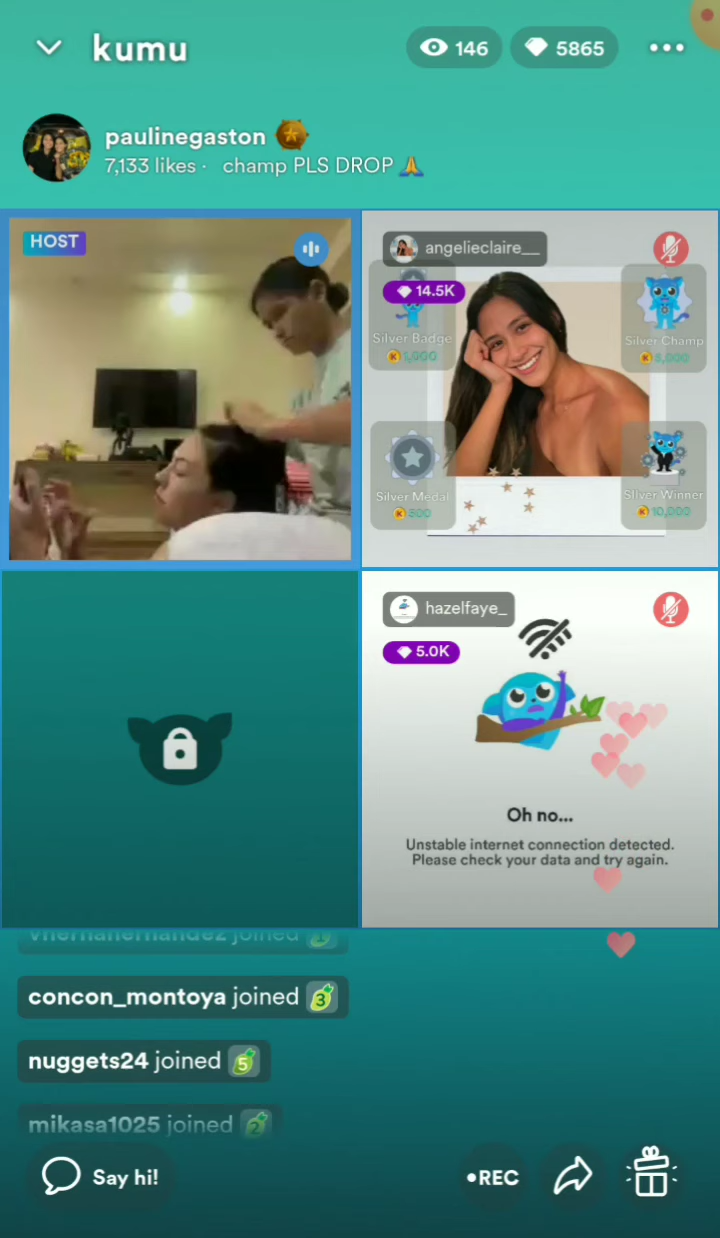 kumu
146
5865
paulinegaston
7,133 likes · champ PLS DROP 🙏
HOST
angelieclaire__
14.5K
Silver Badge
1,000
Silver Champ
Silver Medal
500
Silver Winner
10,000
hazelfaye_
5.0K
Oh no...
Unstable internet connection detected.
Please check your data and try again.
joined
concon_montoya joined 3
nuggets24 joined 5
mikasa1025 joined 2
Say hi!
•REC